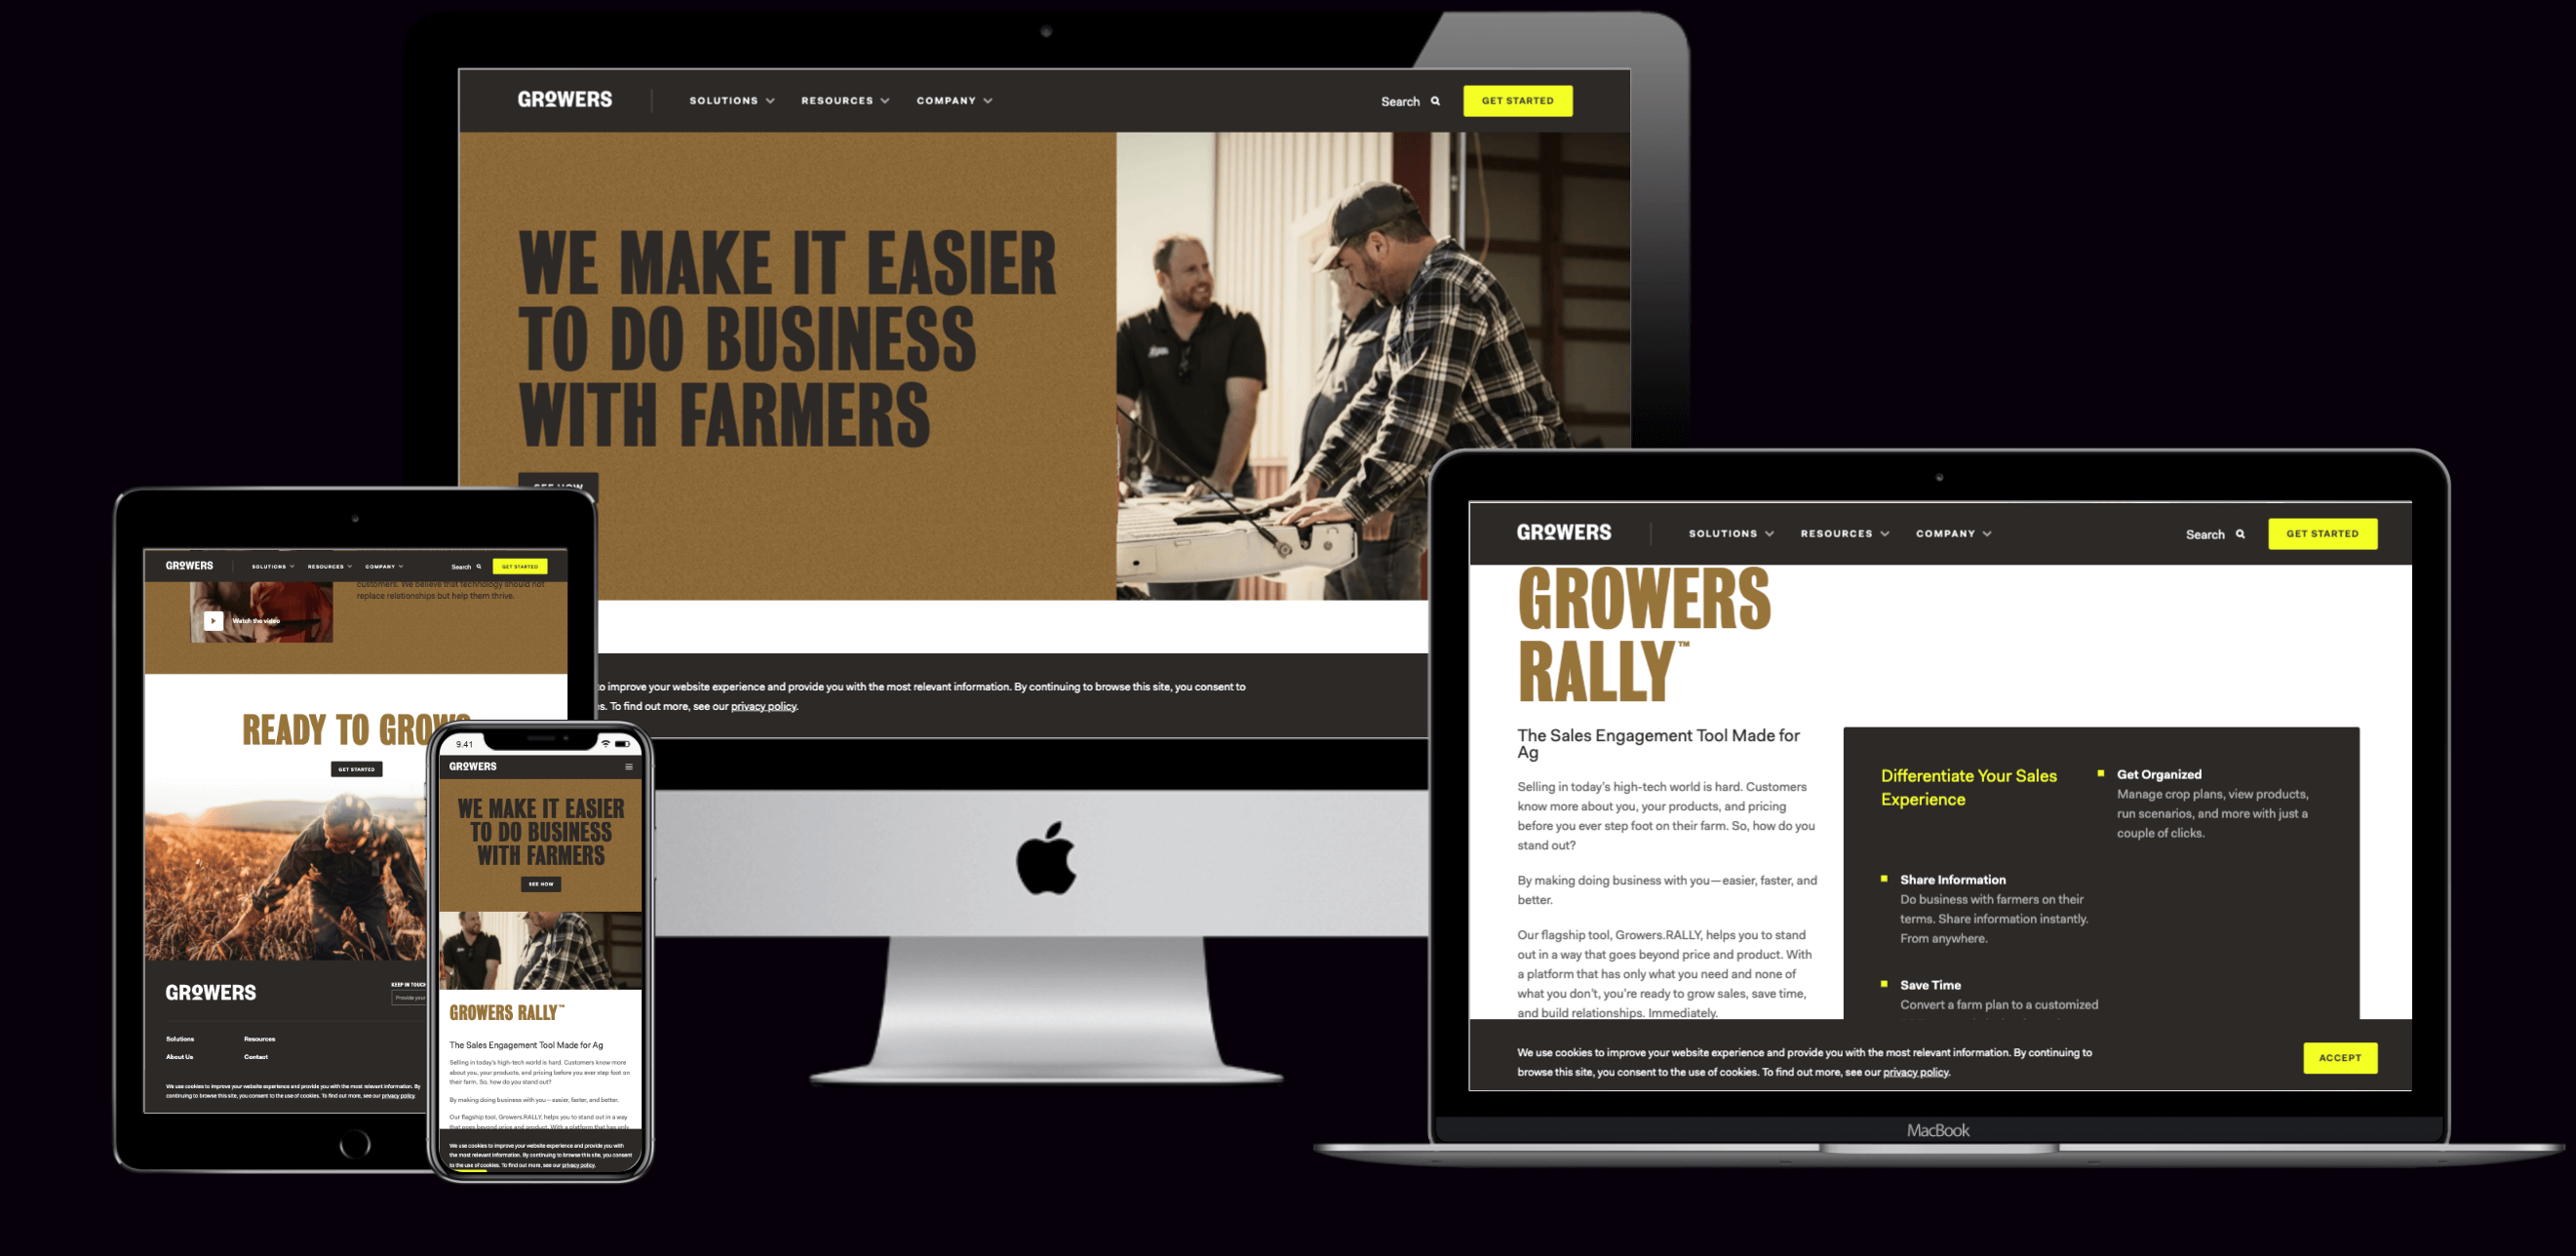 GROWERS
SOLUTIONS
RESOURCES
COMPANY
Search
GET STARTED
WE MAKE IT EASIER
TO DO BUSINESS
WITH FARMERS
SEE HOW
to improve your website experience and provide you with the most relevant information. By continuing to browse this site, you consent to
To find out more, see our privacy policy.
GROWERS
SOLUTIONS
RESOURCES
COMPANY
Search
GET STARTED
customers. We believe that technology should not
replace relationships but help them thrive.
Watch the video
READY TO GROW
GET STARTED
GROWERS
KEEP IN TOUCH
Provide your
Solutions
Resources
About Us
Contact
We use cookies to improve your website experience and provide you with the most relevant information. By
continuing to browse this site, you consent to the use of cookies. To find out more, see our privacy policy.
9.41
GROWERS
WE MAKE IT EASIER
TO DO BUSINESS
WITH FARMERS
SEE HOW
GROWERS RALLY™
The Sales Engagement Tool Made for Ag
Selling in today's high-tech world is hard. Customers know more
about you, your products, and pricing before you ever step foot on
their farm. So, how do you stand out?
By making doing business with you—easier, faster, and better.
Our flagship tool, Growers.RALLY, helps you to stand out in a way
that goes beyond price and product. With a platform that has only
We use cookies to improve your website experience and provide you with
the most relevant information. By continuing to browse this site, you consent
to the use of cookies. To find out more, see our privacy policy.
GROWERS
SOLUTIONS
RESOURCES
COMPANY
Search
GET STARTED
GROWERS
RALLY™
The Sales Engagement Tool Made for
Ag
Selling in today's high-tech world is hard. Customers
know more about you, your products, and pricing
before you ever step foot on their farm. So, how do you
stand out?
By making doing business with you—easier, faster, and
better.
Our flagship tool, Growers.RALLY, helps you to stand
out in a way that goes beyond price and product. With
a platform that has only what you need and none of
what you don't, you're ready to grow sales, save time,
and build relationships. Immediately.
Differentiate Your Sales
Experience
Get Organized
Manage crop plans, view products,
run scenarios, and more with just a
couple of clicks.
Share Information
Do business with farmers on their
terms. Share information instantly.
From anywhere.
Save Time
Convert a farm plan to a customized
We use cookies to improve your website experience and provide you with the most relevant information. By continuing to
browse this site, you consent to the use of cookies. To find out more, see our privacy policy.
ACCEPT
MacBook